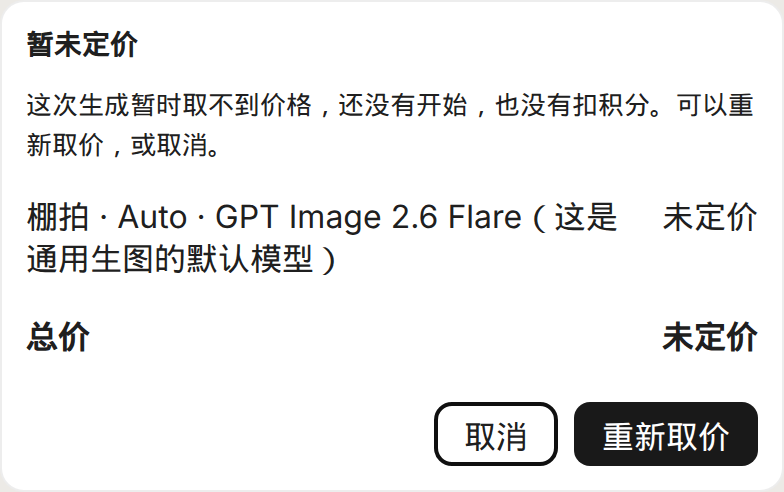 暂未定价
这次生成暂时取不到价格，还没有开始，也没有扣积分。可以重
新取价，或取消。
棚拍 · Auto · GPT Image 2.6 Flare（这是 未定价
通用生图的默认模型）
总价 未定价
取消 重新取价